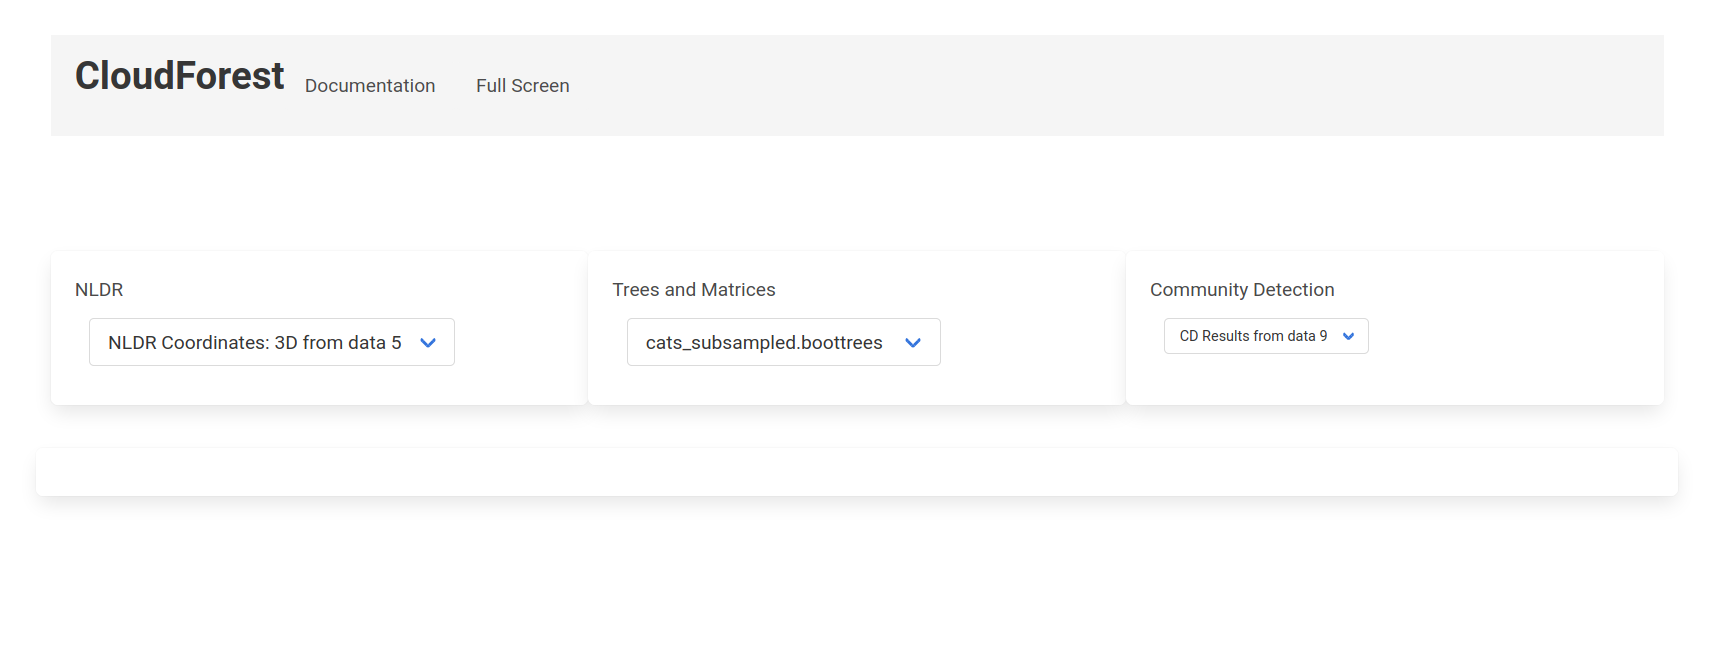 CloudForest Documentation Full Screen
NLDR
NLDR Coordinates: 3D from data 5
Trees and Matrices
cats_subsampled.boottrees
Community Detection
CD Results from data 9